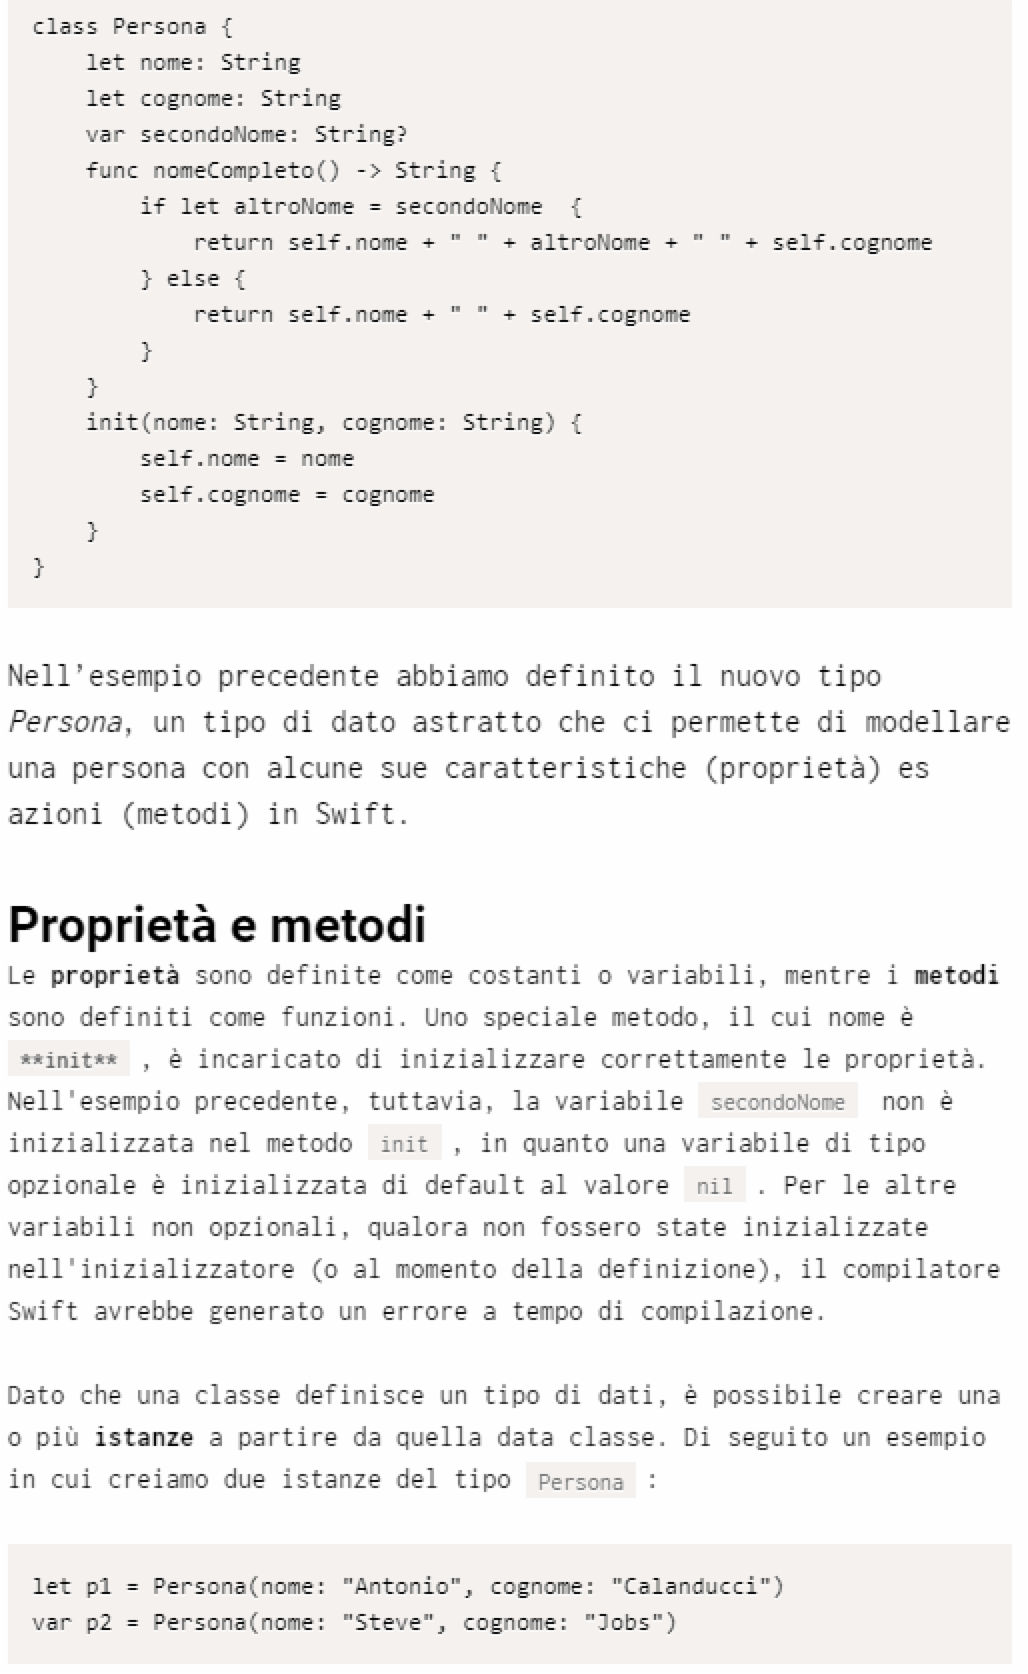 class Persona {
    let nome: String
    let cognome: String
    var secondoNome: String?
    func nomeCompleto() -> String {
        if let altroNome = secondoNome  {
            return self.nome + " " + altroNome + " " + self.cognome
        } else {
            return self.nome + " " + self.cognome
        }
    }
    init(nome: String, cognome: String) {
        self.nome = nome
        self.cognome = cognome
    }
}
Nell’esempio precedente abbiamo definito il nuovo tipo
Persona, un tipo di dato astratto che ci permette di modellare
una persona con alcune sue caratteristiche (proprietà) es
azioni (metodi) in Swift.
Proprietà e metodi
Le proprietà sono definite come costanti o variabili, mentre i metodi
sono definiti come funzioni. Uno speciale metodo, il cui nome è
**init** , è incaricato di inizializzare correttamente le proprietà.
Nell'esempio precedente, tuttavia, la variabile secondoNome non è
inizializzata nel metodo init , in quanto una variabile di tipo
opzionale è inizializzata di default al valore nil . Per le altre
variabili non opzionali, qualora non fossero state inizializzate
nell'inizializzatore (o al momento della definizione), il compilatore
Swift avrebbe generato un errore a tempo di compilazione.
Dato che una classe definisce un tipo di dati, è possibile creare una
o più istanze a partire da quella data classe. Di seguito un esempio
in cui creiamo due istanze del tipo Persona :
let p1 = Persona(nome: "Antonio", cognome: "Calanducci")
var p2 = Persona(nome: "Steve", cognome: "Jobs")